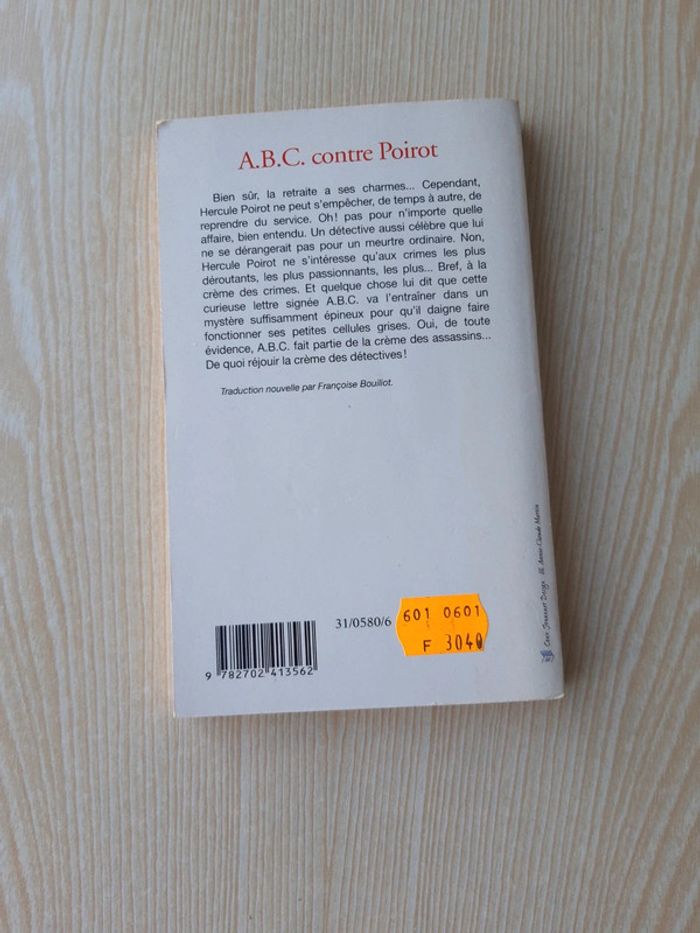 A.B.C. contre Poirot
Bien sûr, la retraite a ses charmes... Cependant,
Hercule Poirot ne peut s'empêcher, de temps à autre, de
reprendre du service. Oh! pas pour n'importe quelle
affaire, bien entendu. Un détective aussi célèbre que lui
ne se dérangerait pas pour un meurtre ordinaire. Non,
Hercule Poirot ne s'intéresse qu'aux crimes les plus
déroutants, les plus passionnants, les plus... Bref, à la
crème des crimes. Et quelque chose lui dit que cette
curieuse lettre signée A.B.C. va l'entraîner dans un
mystère suffisamment épineux pour qu'il daigne faire
fonctionner ses petites cellules grises. Oui, de toute
évidence, A.B.C. fait partie de la crème des assassins...
De quoi réjouir la crème des détectives!
Traduction nouvelle par Françoise Bouillot.
31/0580/6
601 0601
F 3040
9 782702 413562